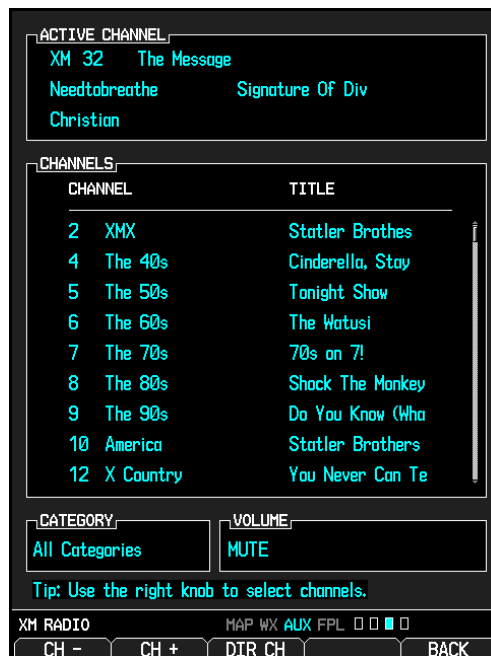 ACTIVE CHANNEL
XM 32 The Message
Needtobreathe Signature Of Div
Christian
CHANNELS
CHANNEL TITLE
2 XMX Statler Brothes
4 The 40s Cinderella, Stay
5 The 50s Tonight Show
6 The 60s The Watusi
7 The 70s 70s on 7!
8 The 80s Shock The Monkey
9 The 90s Do You Know (Wha
10 America Statler Brothers
12 X Country You Never Can Te
CATEGORY VOLUME
All Categories MUTE
Tip: Use the right knob to select channels.
XM RADIO MAP WX AUX FPL
CH - CH + DIR CH BACK